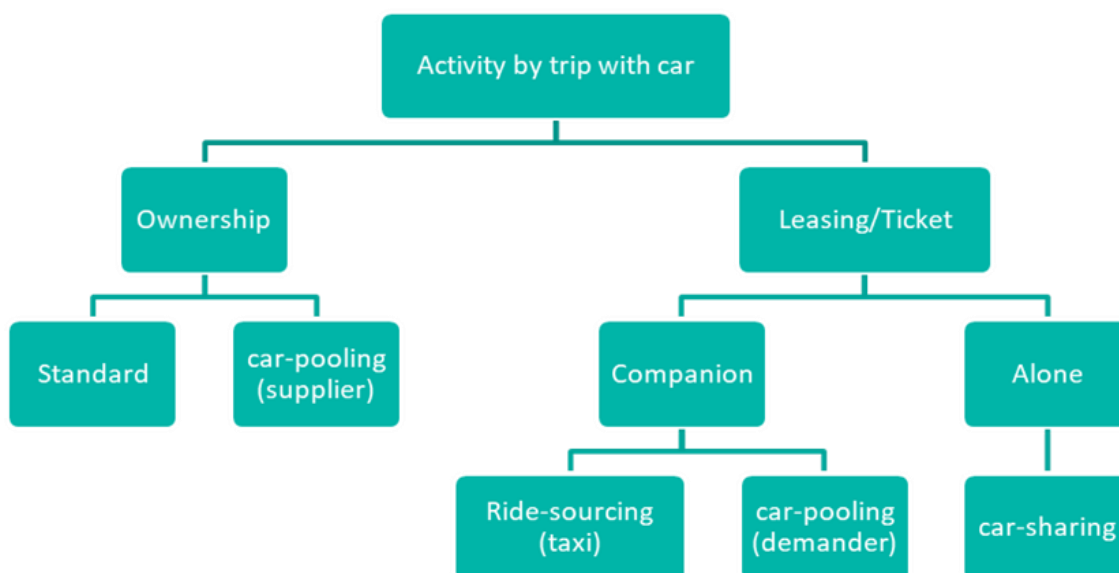 Activity by trip with car
Ownership
Leasing/Ticket
Standard
car-pooling
(supplier)
Companion
Alone
Ride-sourcing
(taxi)
car-pooling
(demander)
car-sharing